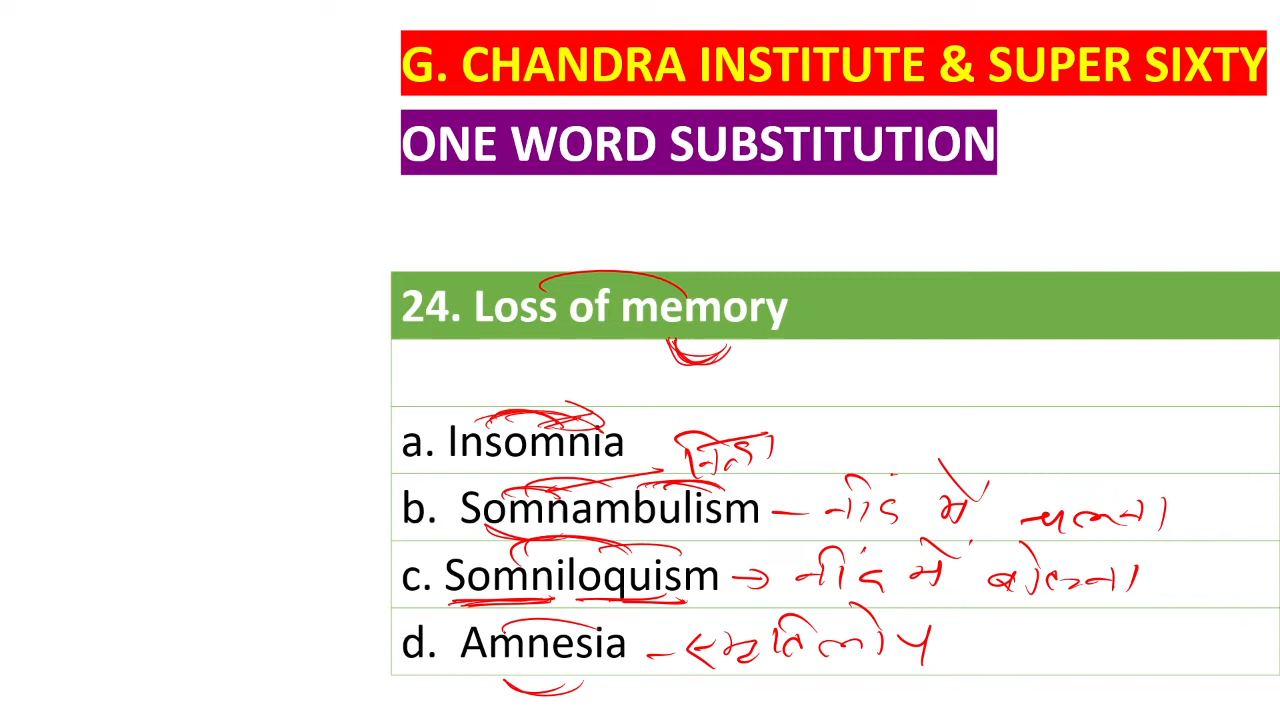 G. CHANDRA INSTITUTE & SUPER SIXTY
ONE WORD SUBSTITUTION
24. Loss of memory
a. Insomnia
b. Somnambulism – नींद में चलना
c. Somniloquism → नींद में बोलना
d. Amnesia – स्मृतिलोप